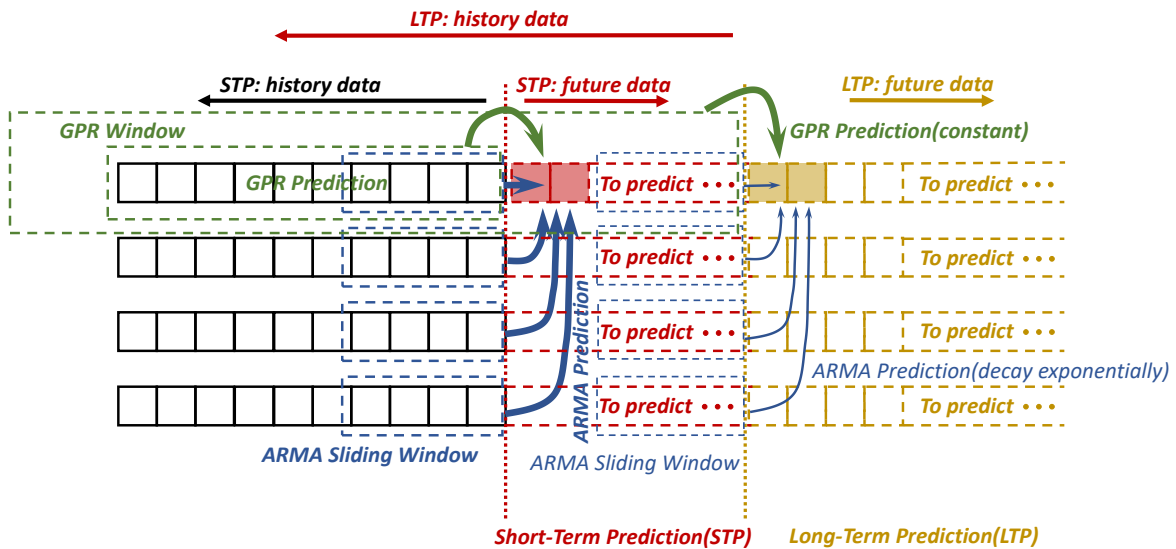 LTP: history data
STP: history data
STP: future data
LTP: future data
GPR Window
GPR Prediction(constant)
GPR Prediction
To predict •••
To predict •••
To predict •••
To predict •••
To predict •••
To predict •••
ARMA Prediction
ARMA Prediction(decay exponentially)
To predict •••
To predict •••
ARMA Sliding Window
ARMA Sliding Window
Short-Term Prediction(STP)
Long-Term Prediction(LTP)